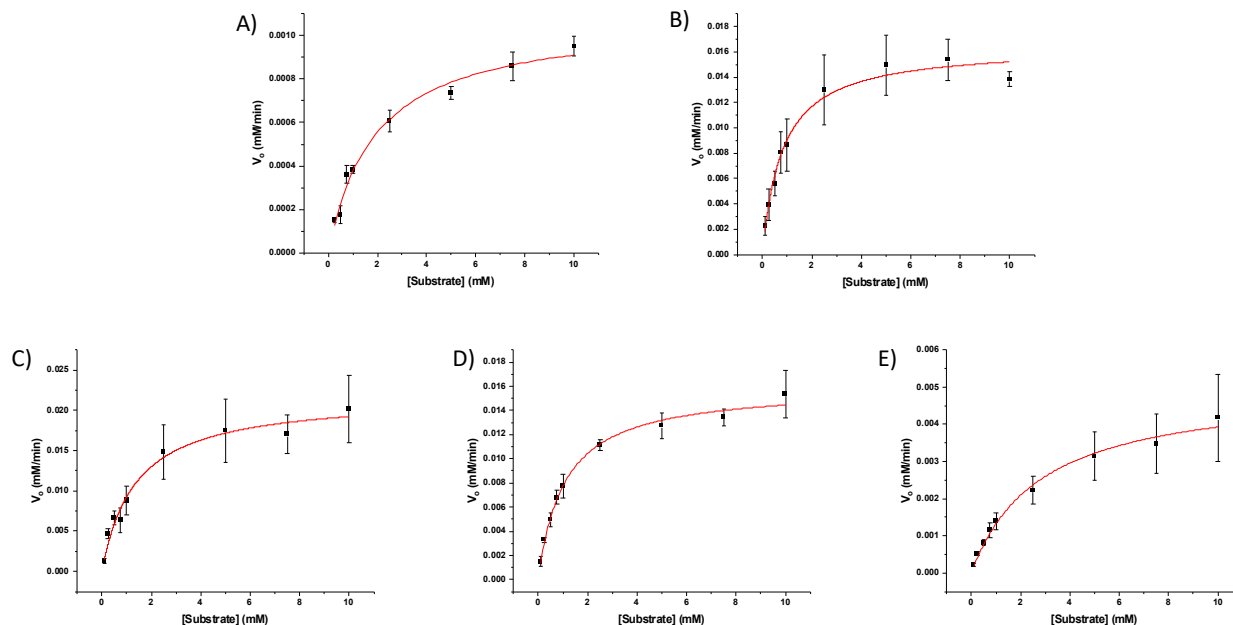 A)
0.0010
0.0008
0.0006
0.0004
0.0002
0.0000
V₀ (mM/min)
0 2 4 6 8 10
[Substrate] (mM)
B)
0.018
0.016
0.014
0.012
0.010
0.008
0.006
0.004
0.002
0.000
V₀ (mM/min)
0 2 4 6 8 10
[Substrate] (mM)
C)
0.025
0.020
0.015
0.010
0.005
0.000
V₀ (mM/min)
0 2 4 6 8 10
[Substrate] (mM)
D)
0.018
0.016
0.014
0.012
0.010
0.008
0.006
0.004
0.002
0.000
V₀ (mM/min)
0 2 4 6 8 10
[Substrate] (mM)
E)
0.006
0.005
0.004
0.003
0.002
0.001
0.000
V₀ (mM/min)
0 2 4 6 8 10
[Substrate] (mM)